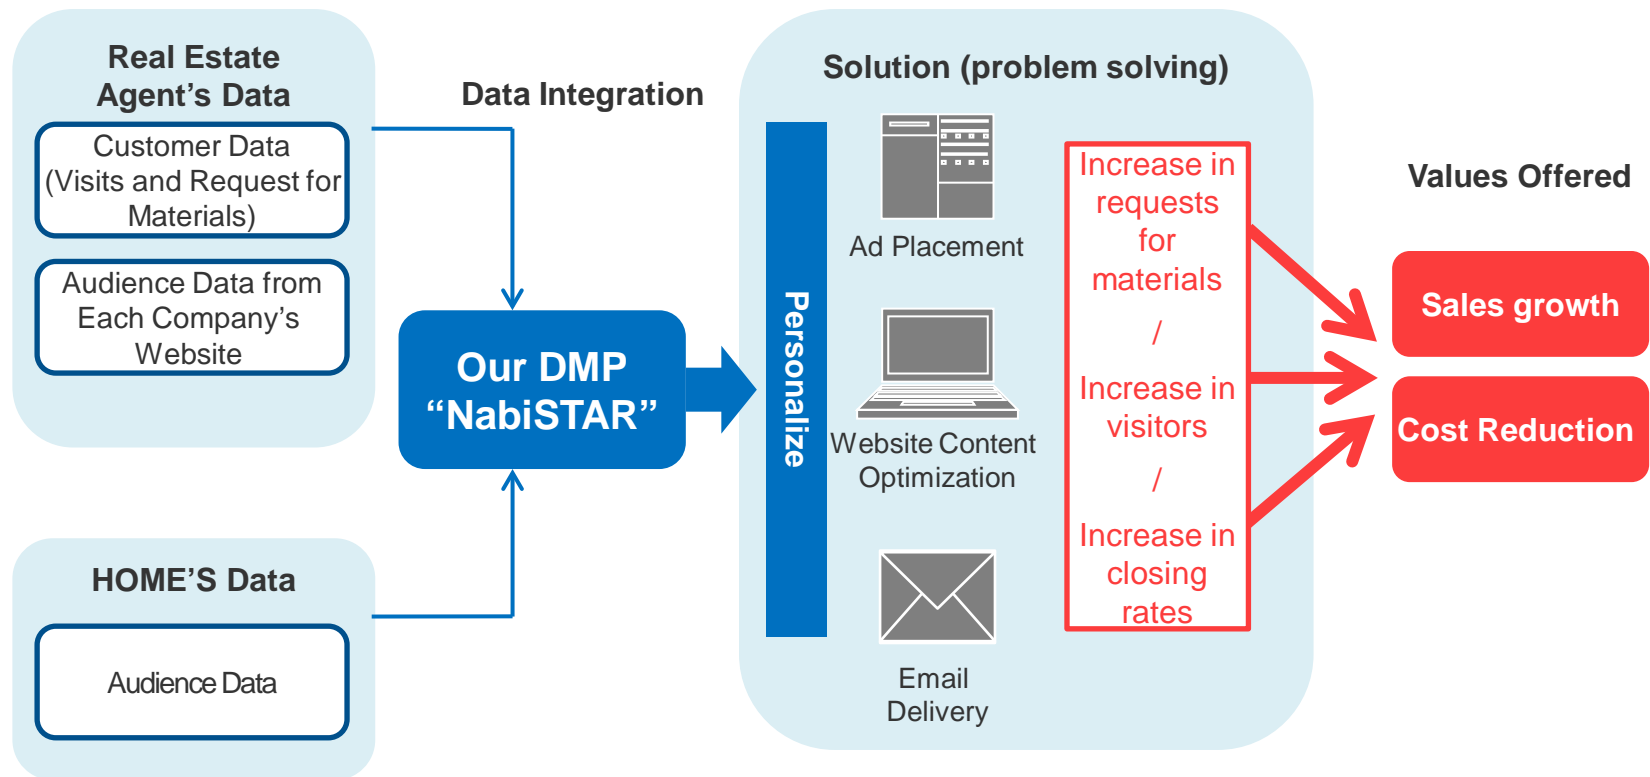 Real Estate
Agent’s Data
Customer Data
(Visits and Request for
Materials)
Audience Data from
Each Company’s
Website
HOME’S Data
Audience Data
Data Integration
Our DMP
“NabiSTAR”
Solution (problem solving)
Personalize
Ad Placement
Website Content
Optimization
Email
Delivery
Increase in
requests
for
materials
/
Increase in
visitors
/
Increase in
closing
rates
Values Offered
Sales growth
Cost Reduction